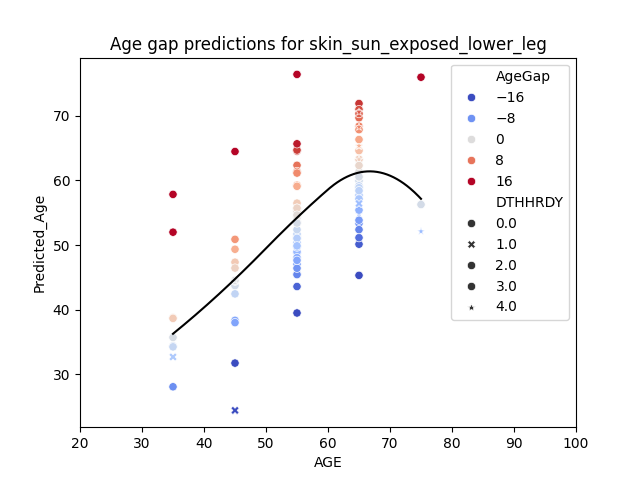 Age gap predictions for skin_sun_exposed_lower_leg
AgeGap
−16
−8
0
8
16
DTHHRDY
0.0
1.0
2.0
3.0
4.0
Predicted_Age
70
60
50
40
30
20 30 40 50 60 70 80 90 100
AGE